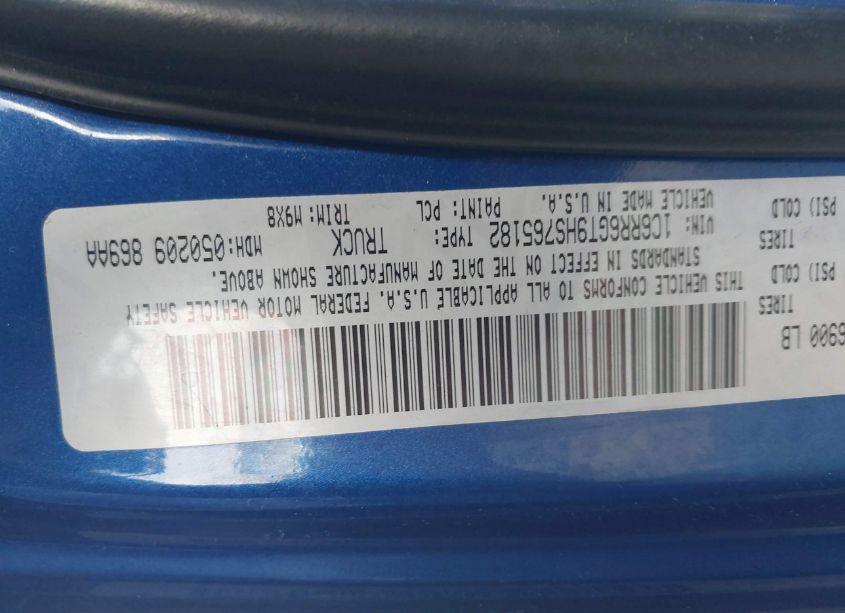 6900 LB
TIRES
PSI) COLD
TIRES
PSI) COLD
THIS VEHICLE CONFORMS TO ALL APPLICABLE U.S.A. FEDERAL MOTOR VEHICLE SAFETY
STANDARDS IN EFFECT ON THE DATE OF MANUFACTURE SHOWN ABOVE.
VIN: 1C6RR6GT9HS765182 TYPE: TRUCK MDH: 050209 869AA
VEHICLE MADE IN U.S.A. PAINT: PCL TRIM: M9X8